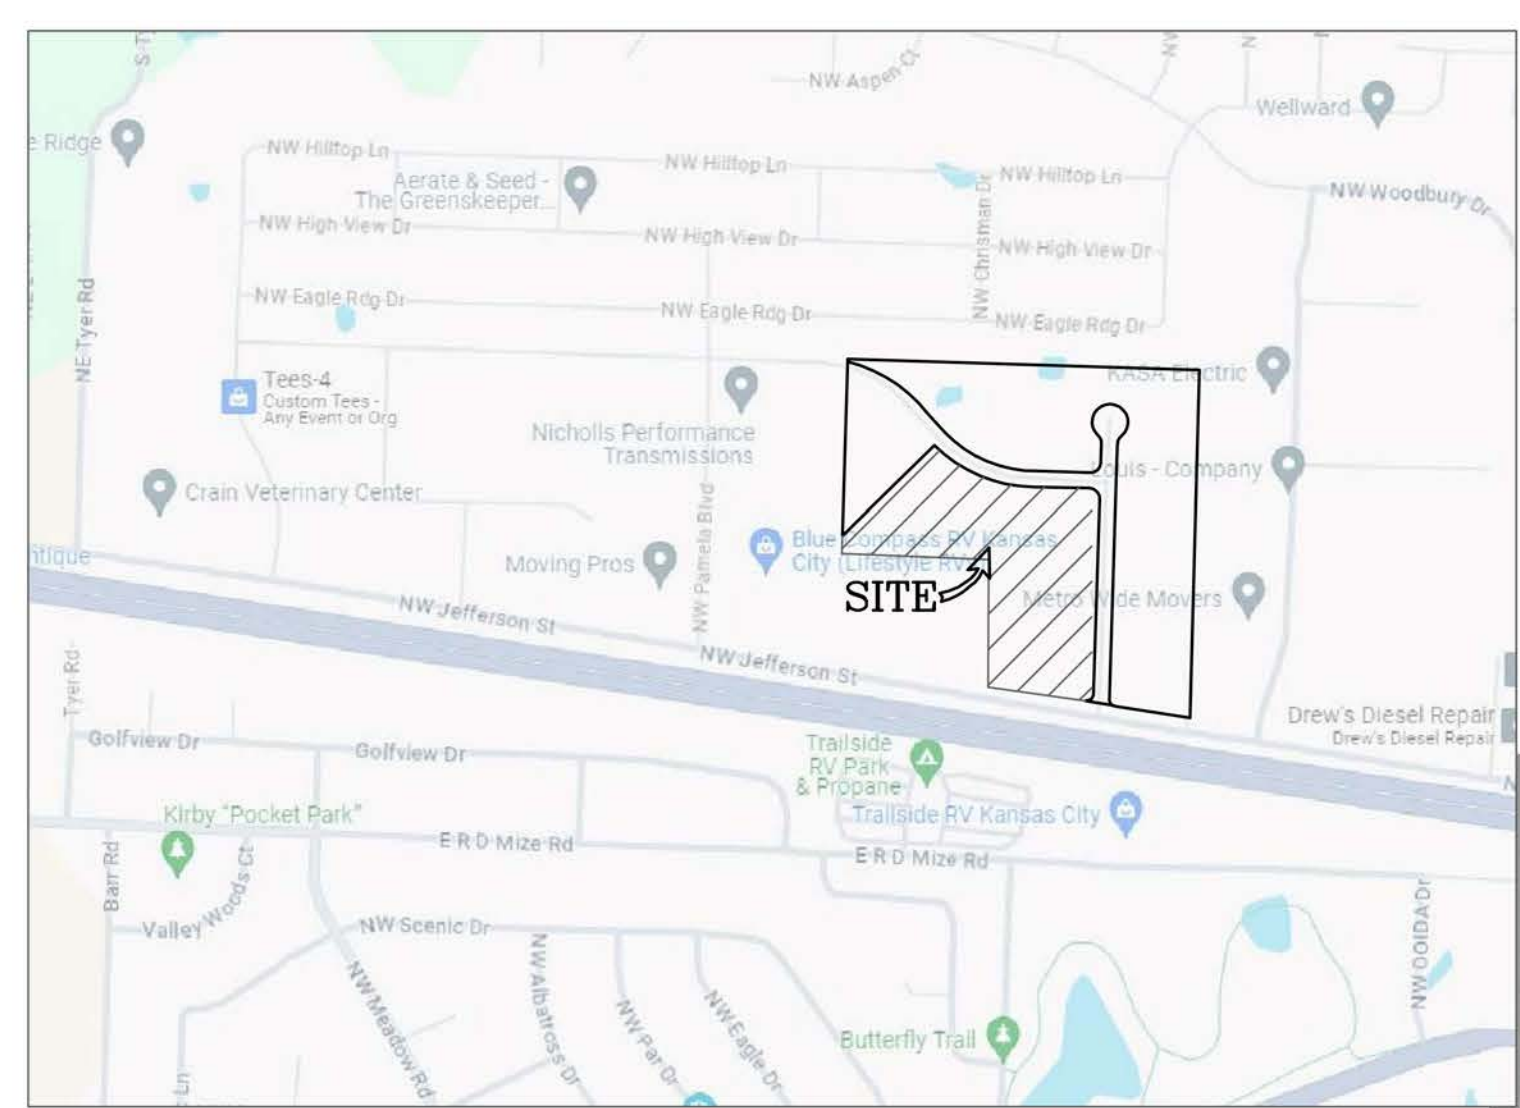 NW Aspen Ct
Wellward
e Ridge
NW Hilltop Ln
NW Hilltop Ln
NW Hilltop Ln
Aerate & Seed -
The Greenskeeper...
NW Woodbury Dr
NW High View Dr
NW High View Dr
NW High View Dr
NW Chrisman Dr
NE Tyer Rd
NW Eagle Rdg Dr
NW Eagle Rdg Dr
NW Eagle Rdg Dr
KASA Electric
Tees-4
Custom Tees -
Any Event or Org
Nicholls Performance
Transmissions
Louis - Company
Crain Veterinary Center
NW Pamela Blvd
Blue Compass RV Kansas
City (Lifestyle RV
ntique
Moving Pros
SITE
Metro Wide Movers
NW Jefferson St
NW Jefferson St
Tyer Rd
Drew's Diesel Repair
Drew's Diesel Repair
Golfview Dr
Golfview Dr
Trailside
RV Park
& Propane
Kirby "Pocket Park"
Trailside RV Kansas City
E R D Mize Rd
E R D Mize Rd
Barr Rd
Valley Woods Ct
NW Scenic Dr
NW Albatross Dr
NW Meadow Rd
NW Par Dr
NW Eagle Dr
NW OOIDA Dr
Butterfly Trail
Ln